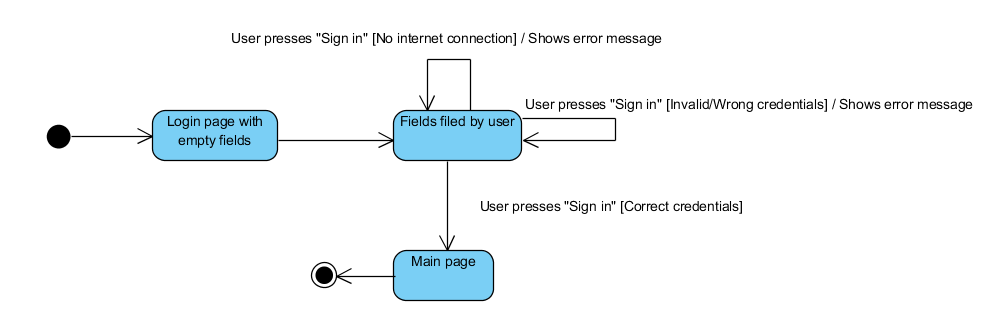 User presses "Sign in" [No internet connection] / Shows error message
User presses "Sign in" [Invalid/Wrong credentials] / Shows error message
Login page with
empty fields
Fields filed by user
User presses "Sign in" [Correct credentials]
Main page